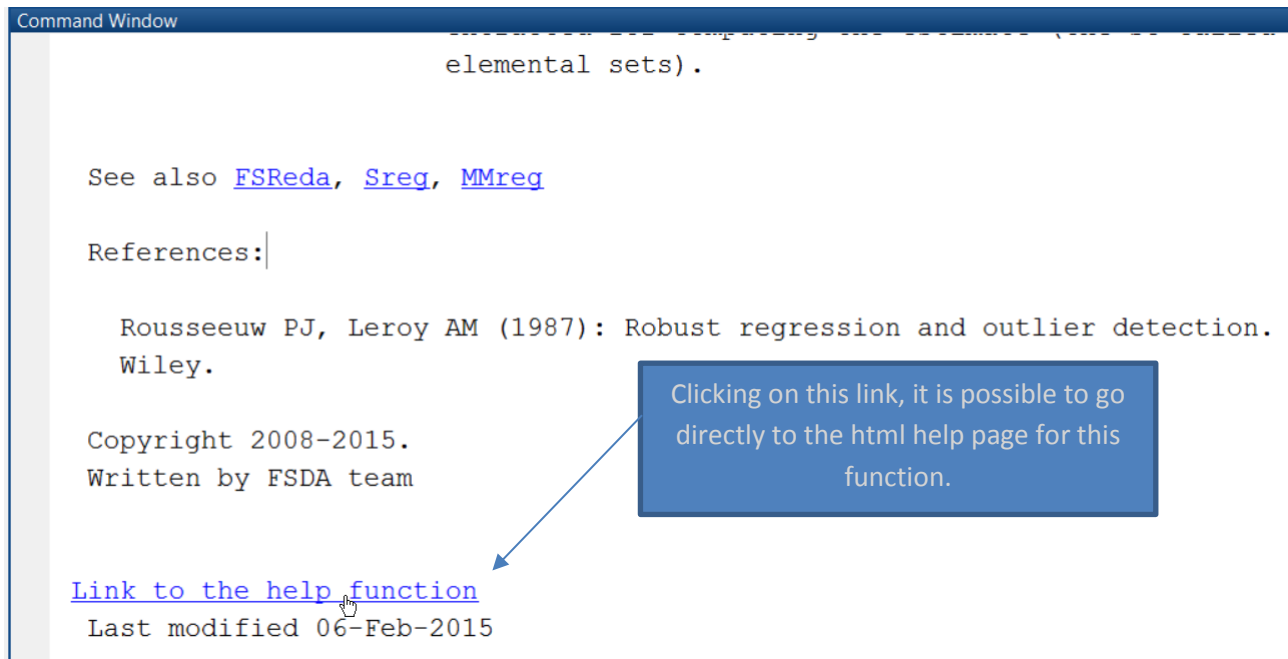 Command Window
elemental sets).
See also FSReda, Sreg, MMreg
References:
Rousseeuw PJ, Leroy AM (1987): Robust regression and outlier detection.
Wiley.
Clicking on this link, it is possible to go
directly to the html help page for this
function.
Copyright 2008-2015.
Written by FSDA team
Link to the help function
Last modified 06-Feb-2015